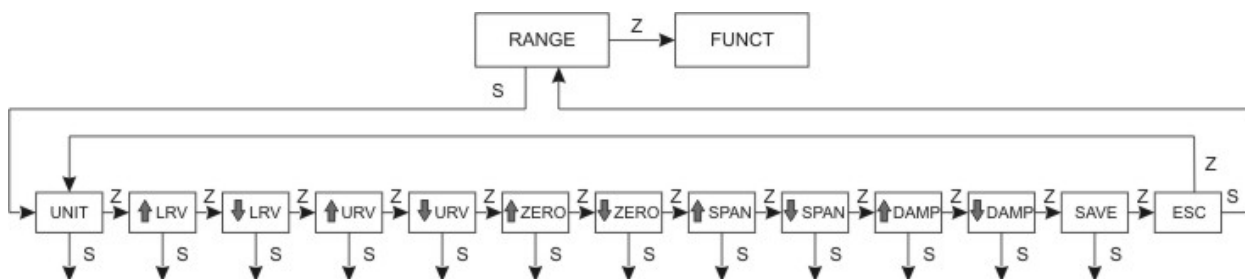 RANGE Z FUNCT
S
Z
UNIT Z LRV Z LRV Z URV Z URV Z ZERO Z ZERO Z SPAN Z SPAN Z DAMP Z DAMP Z SAVE Z ESC S
S S S S S S S S S S S S